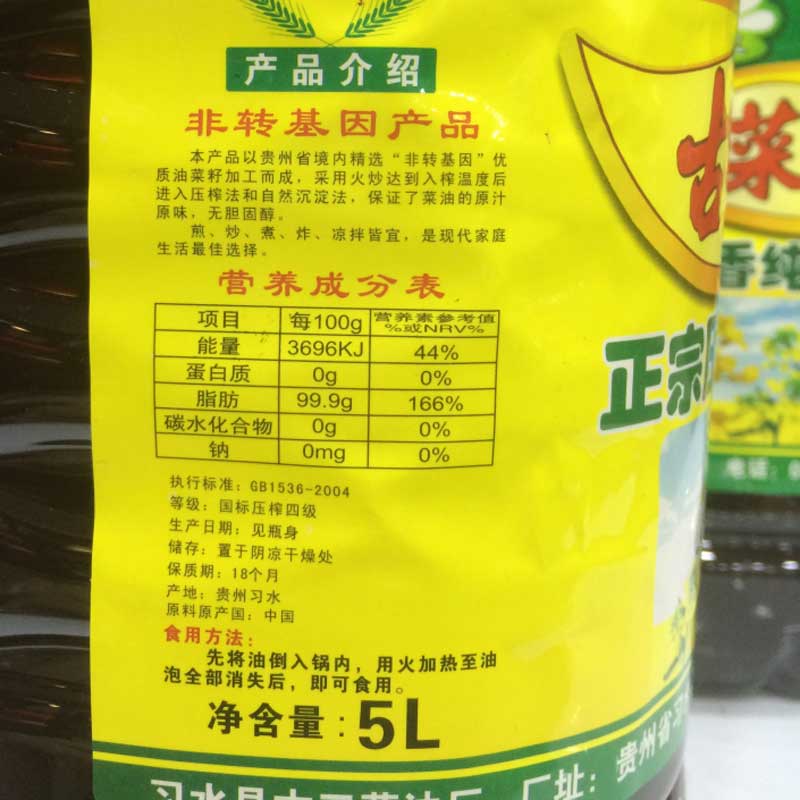 产品介绍
非转基因产品
本产品以贵州省境内精选“非转基因”优
质油菜籽加工而成，采用火炒达到入榨温度后
进入压榨法和自然沉淀法，保证了菜油的原汁
原味，无胆固醇。
煎、炒、煮、炸、凉拌皆宜，是现代家庭
生活最佳选择。
营养成分表
项目 每100g 营养素参考值%或NRV%
能量 3696KJ 44%
蛋白质 0g 0%
脂肪 99.9g 166%
碳水化合物 0g 0%
钠 0mg 0%
执行标准：GB1536-2004
等级：国标压榨四级
生产日期：见瓶身
储存：置于阴凉干燥处
保质期：18个月
产地：贵州习水
原料原产国：中国
食用方法：
先将油倒入锅内，用火加热至油
泡全部消失后，即可食用。
净含量：5L
厂址：贵州省习
古
正宗
菜
香纯
电话：